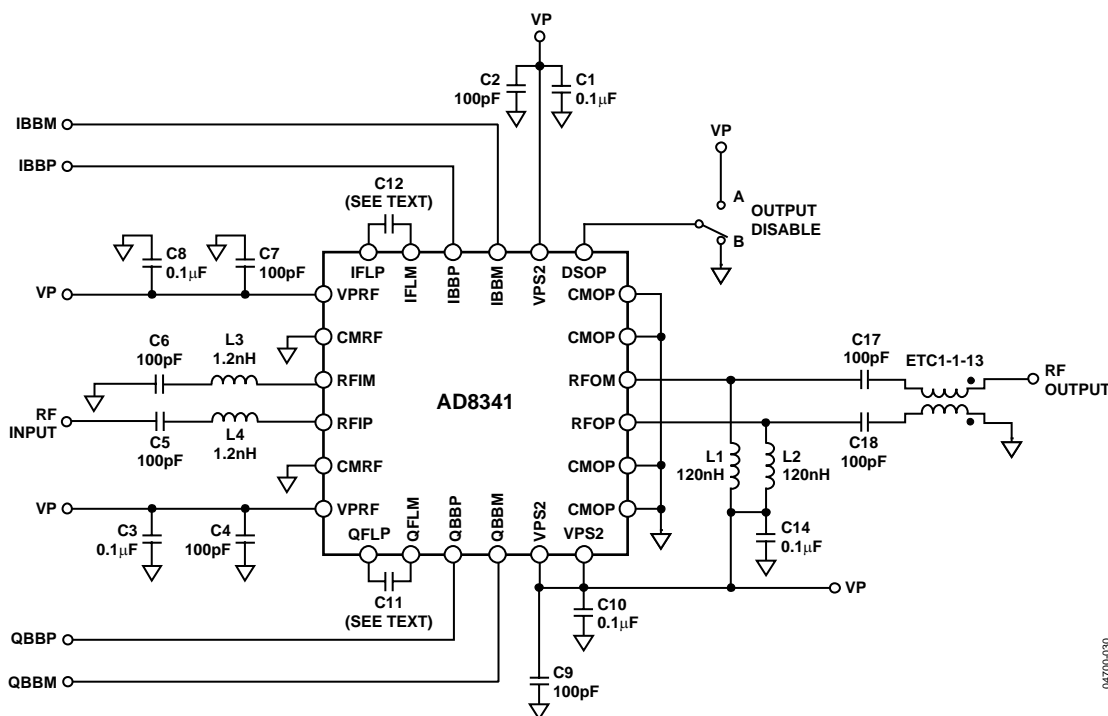 VP
C2
100pF
C1
0.1μF
IBBM
IBBP
VP
A
OUTPUT
DISABLE
B
C12
(SEE TEXT)
C8
0.1μF
C7
100pF
IFLP
IFLM
IBBP
IBBM
VPS2
DSOP
VP
VPRF
CMOP
CMRF
CMOP
C6
100pF
L3
1.2nH
RFIM
RFOM
C17
100pF
ETC1-1-13
RF
OUTPUT
AD8341
RF
INPUT
C5
100pF
L4
1.2nH
RFIP
RFOP
C18
100pF
L1
120nH
L2
120nH
CMRF
CMOP
VP
VPRF
CMOP
C3
0.1μF
C4
100pF
QFLP
QFLM
QBBP
QBBM
VPS2
VPS2
C14
0.1μF
C11
(SEE TEXT)
VP
C10
0.1μF
QBBP
C9
100pF
QBBM
04700-030